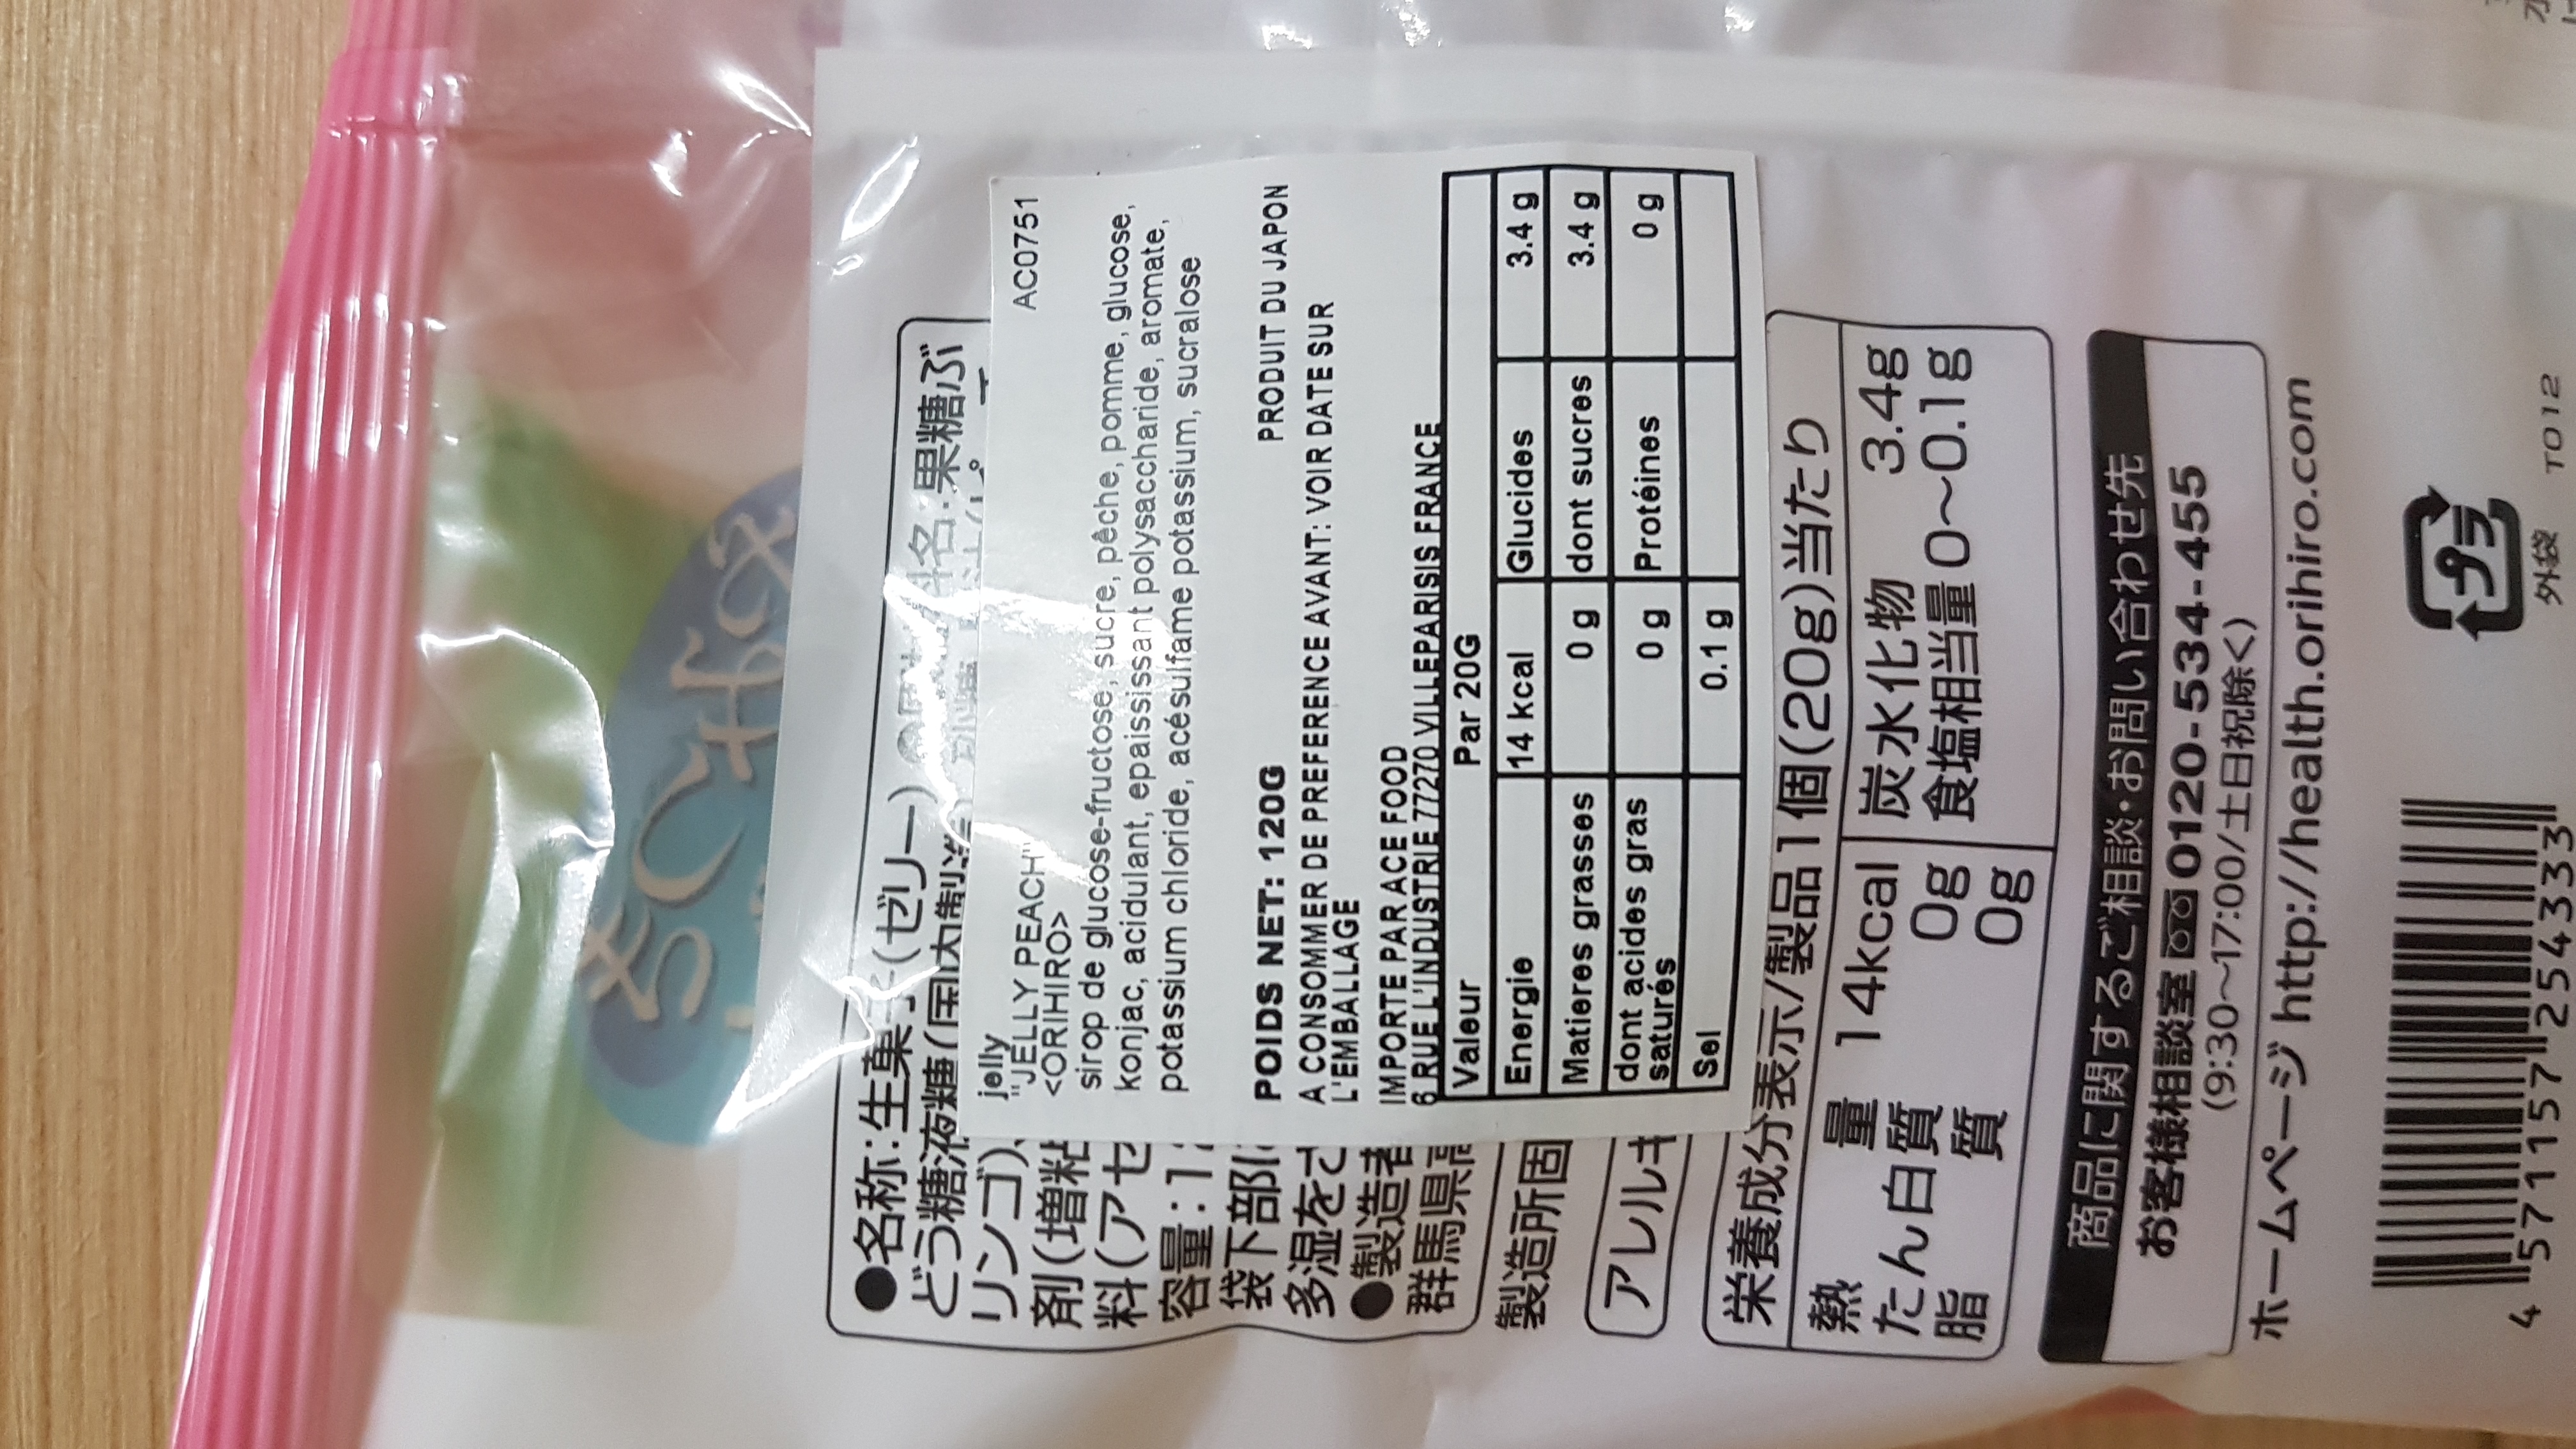 ●名称:生菓子(ゼリー) 料名:果糖ぶ
どう糖液糖(国内製造)
リンゴ)、
剤(増粘
料(アセ
容量:1
袋下部に
多湿をさ
●製造者
群馬県高
製造所固
アレルギ
jelly
"JELLY PEACH"
AC0751
<ORIHIRO>
sirop de glucose-fructose, sucre, pêche, pomme, glucose,
konjac, acidulant, epaississant polysaccharide, aromate,
potassium chloride, acésulfame potassium, sucralose
POIDS NET: 120G PRODUIT DU JAPON
A CONSOMMER DE PREFERENCE AVANT: VOIR DATE SUR
L'EMBALLAGE
IMPORTE PAR ACE FOOD
6 RUE L'INDUSTRIE 77270 VILLEPARISIS FRANCE
Valeur Par 20G
Energie 14 kcal Glucides 3.4 g
Matieres grasses 0 g dont sucres 3.4 g
dont acides gras
saturés 0 g Protéines 0 g
Sel 0.1 g
栄養成分表示/製品1個(20g)当たり
熱量 14kcal 炭水化物 3.4g
たん白質 0g 食塩相当量 0〜0.1g
脂質 0g
商品に関するご相談・お問い合わせ先
お客様相談室 0120-534-455
(9:30〜17:00/土日祝除く)
ホームページ http://health.orihiro.com
4 571157 254333
プラ
外袋 T012